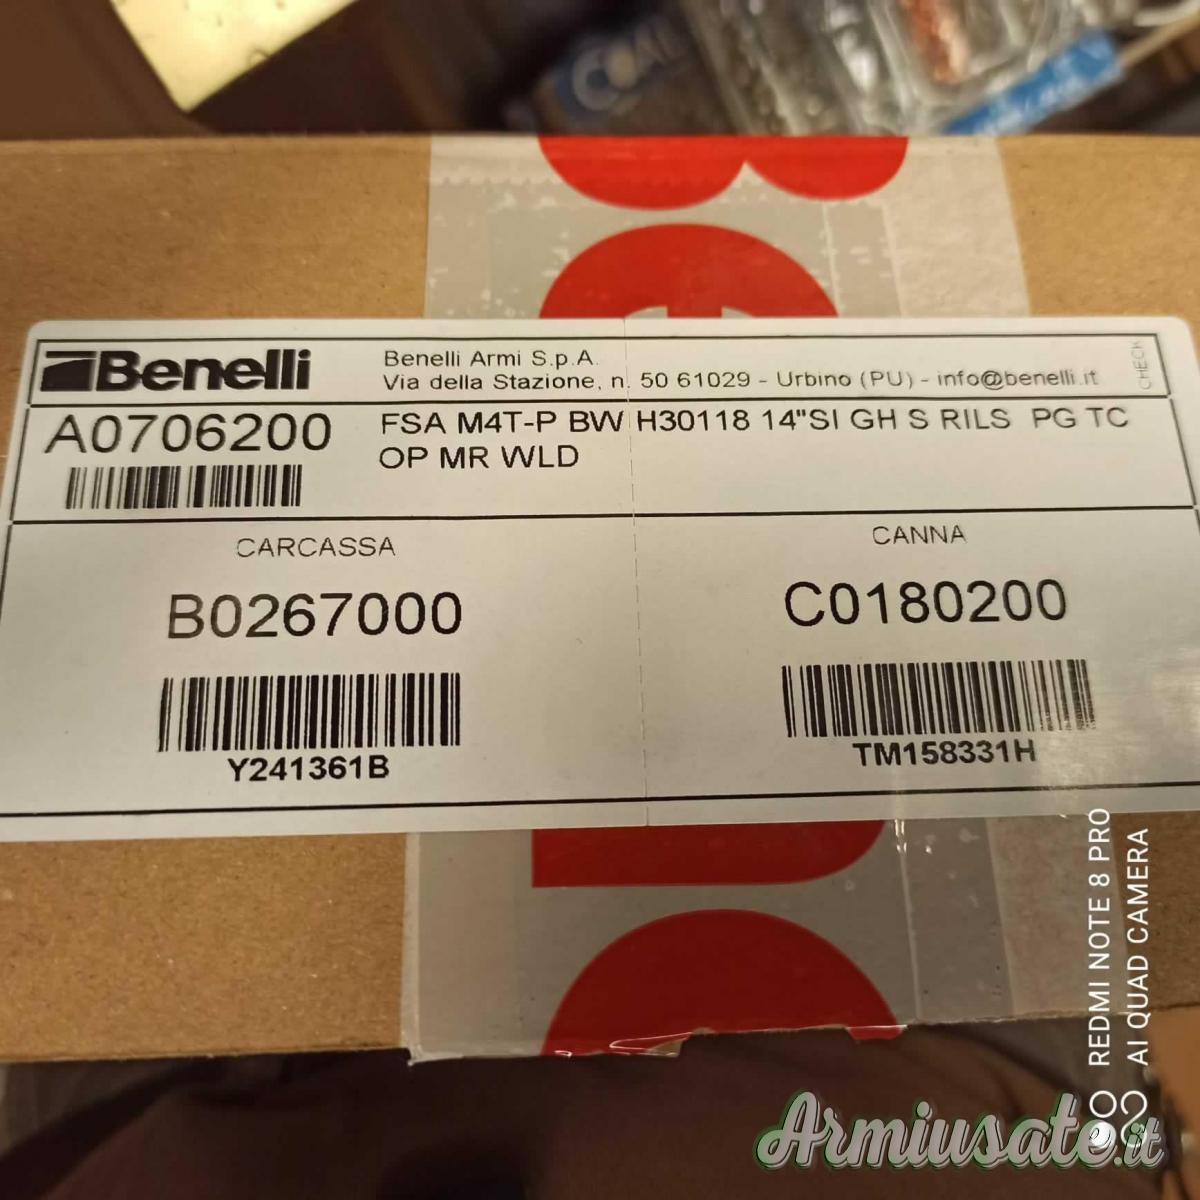 Benelli
Benelli Armi S.p.A.
Via della Stazione, n. 50 61029 - Urbino (PU) - info@benelli.it
CHECK
A0706200
FSA M4T-P BW H30118 14"SI GH S RILS PG TC
OP MR WLD
CARCASSA
B0267000
Y241361B
CANNA
C0180200
TM158331H
REDMI NOTE 8 PRO
AI QUAD CAMERA
Armiusate.it